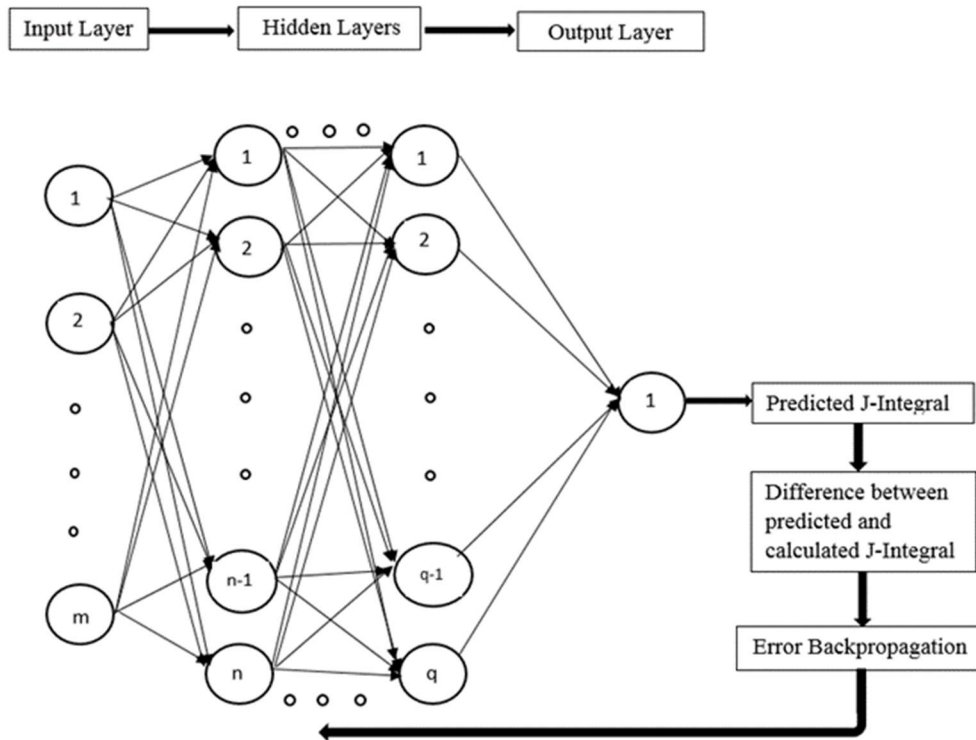 Input Layer
Hidden Layers
Output Layer
1
2
m
1
2
n-1
n
1
2
q-1
q
1
Predicted J-Integral
Difference between
predicted and
calculated J-Integral
Error Backpropagation